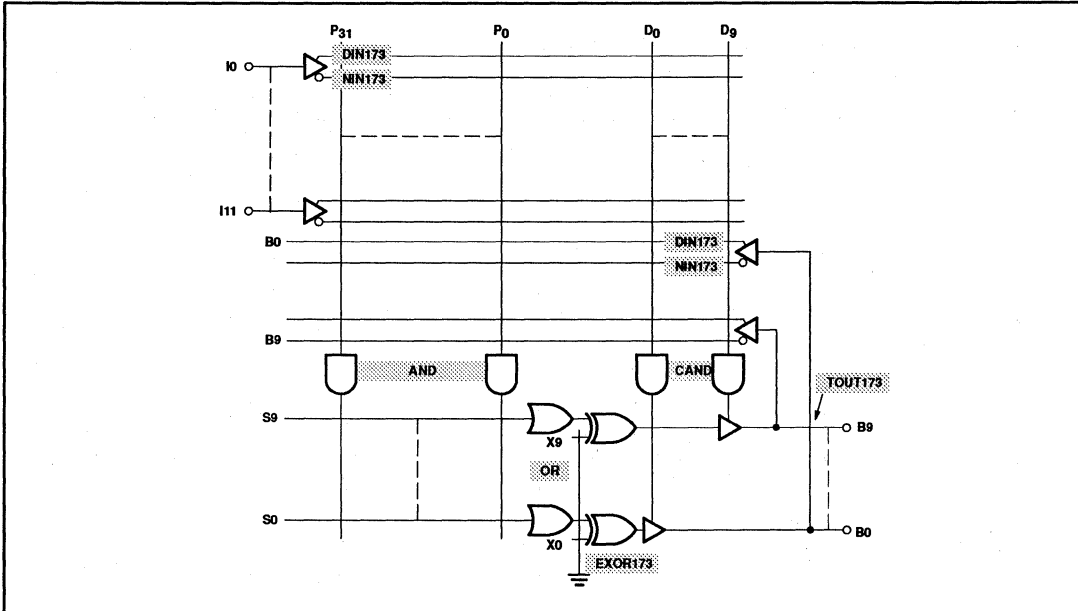 P31 P0 D0 D9
DIN173
I0
NIN173
I11
B0 DIN173
NIN173
B9
AND CAND
TOUT173
S9 B9
X9
OR
S0 B0
X0
EXOR173